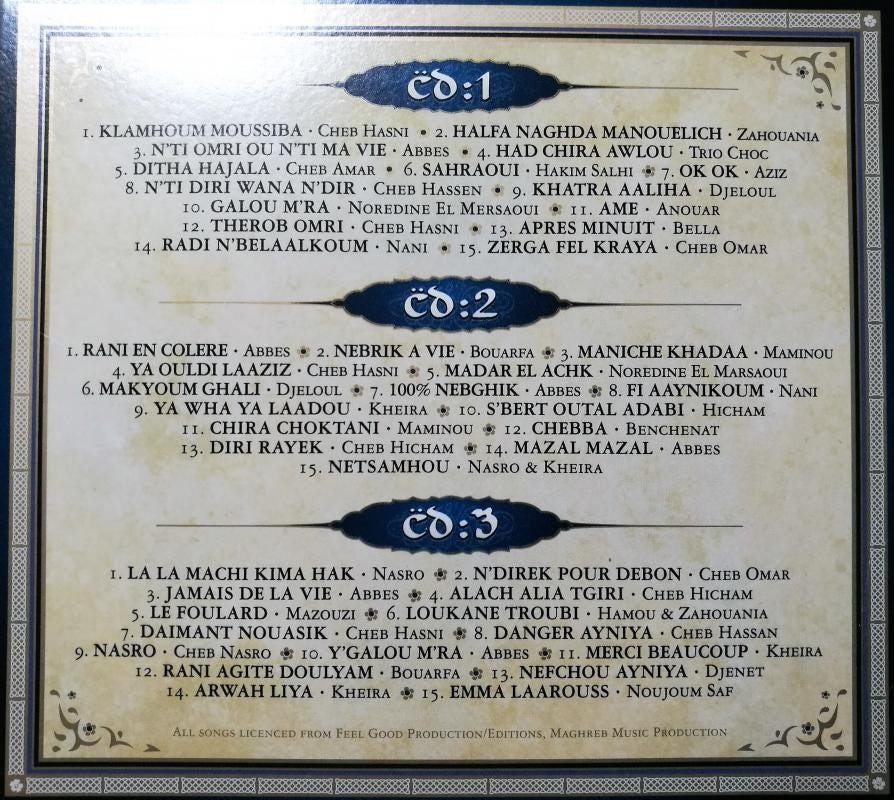 cd:1
1. KLAMHOUM MOUSSIBA · CHEB HASNI • 2. HALFA NAGHDA MANOUELICH · ZAHOUANIA
3. N'TI OMRI OU N'TI MA VIE · ABBES • 4. HAD CHIRA AWLOU · TRIO CHOC
5. DITHA HAJALA · CHEB AMAR • 6. SAHRAOUI · HAKIM SALHI • 7. OK OK · AZIZ
8. N'TI DIRI WANA N'DIR · CHEB HASSEN • 9. KHATRA AALIHA · DJELOUL
10. GALOU M'RA · NOREDINE EL MERSAOUI • 11. AME · ANOUAR
12. THEROB OMRI · CHEB HASNI • 13. APRES MINUIT · BELLA
14. RADI N'BELAALKOUM · NANI • 15. ZERGA FEL KRAYA · CHEB OMAR
cd:2
1. RANI EN COLERE · ABBES • 2. NEBRIK A VIE · BOUARFA • 3. MANICHE KHADAA · MAMINOU
4. YA OULDI LAAZIZ · CHEB HASNI • 5. MADAR EL ACHK · NOREDINE EL MARSAOUI
6. MAKYOUM GHALI · DJELOUL • 7. 100% NEBGHIK · ABBES • 8. FI AAYNIKOUM · NANI
9. YA WHA YA LAADOU · KHEIRA • 10. S'BERT OUTAL ADABI · HICHAM
11. CHIRA CHOKTANI · MAMINOU • 12. CHEBBA · BENCHENAT
13. DIRI RAYEK · CHEB HICHAM • 14. MAZAL MAZAL · ABBES
15. NETSAMHOU · NASRO & KHEIRA
cd:3
1. LA LA MACHI KIMA HAK · NASRO • 2. N'DIREK POUR DEBON · CHEB OMAR
3. JAMAIS DE LA VIE · ABBES • 4. ALACH ALIA TGIRI · CHEB HICHAM
5. LE FOULARD · MAZOUZI • 6. LOUKANE TROUBI · HAMOU & ZAHOUANIA
7. DAIMANT NOUASIK · CHEB HASNI • 8. DANGER AYNIYA · CHEB HASSAN
9. NASRO · CHEB NASRO • 10. Y'GALOU M'RA · ABBES • 11. MERCI BEAUCOUP · KHEIRA
12. RANI AGITE DOULYAM · BOUARFA • 13. NEFCHOU AYNIYA · DJENET
14. ARWAH LIYA · KHEIRA • 15. EMMA LAAROUSS · NOUJOUM SAF
ALL SONGS LICENCED FROM FEEL GOOD PRODUCTION/EDITIONS, MAGHREB MUSIC PRODUCTION